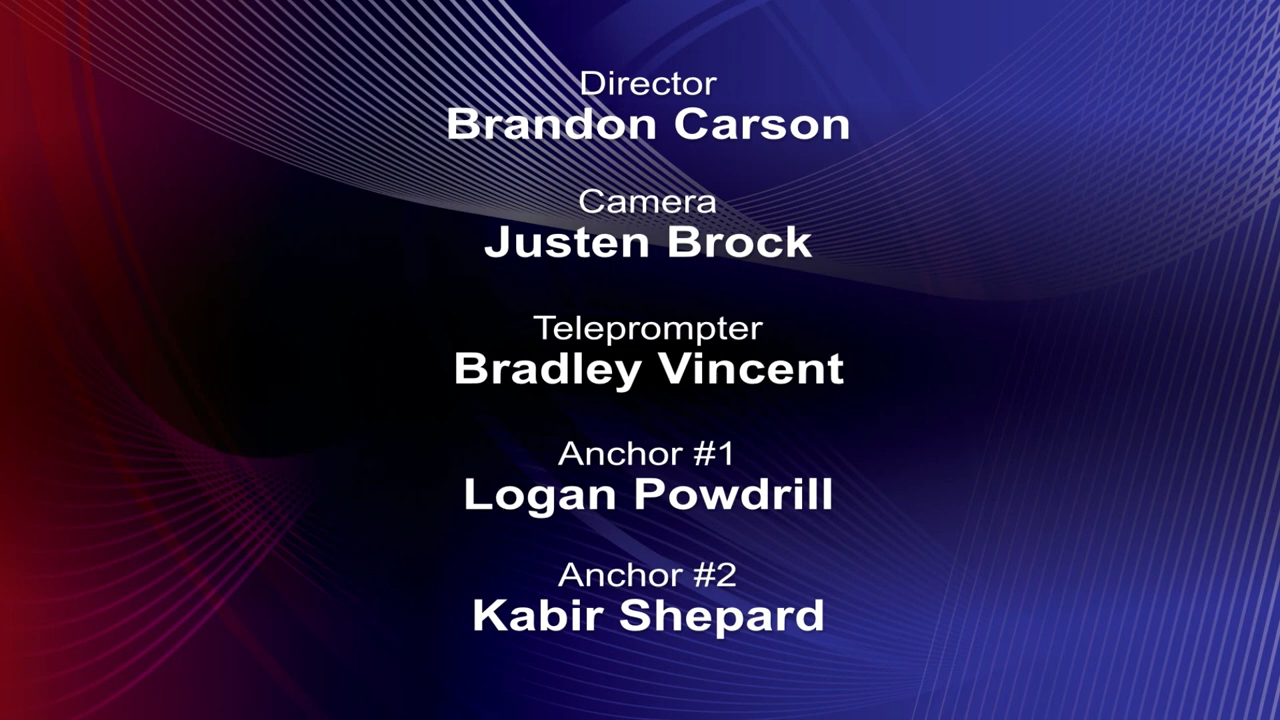 Director
Brandon Carson
Camera
Justen Brock
Teleprompter
Bradley Vincent
Anchor #1
Logan Powdrill
Anchor #2
Kabir Shepard